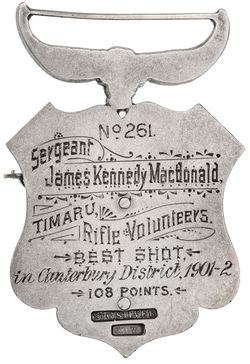 No 261.
Sergeant
James Kennedy MacDonald.
TIMARU,
Rifle Volunteers.
BEST SHOT.
in Canterbury District, 1901-2
108 POINTS.